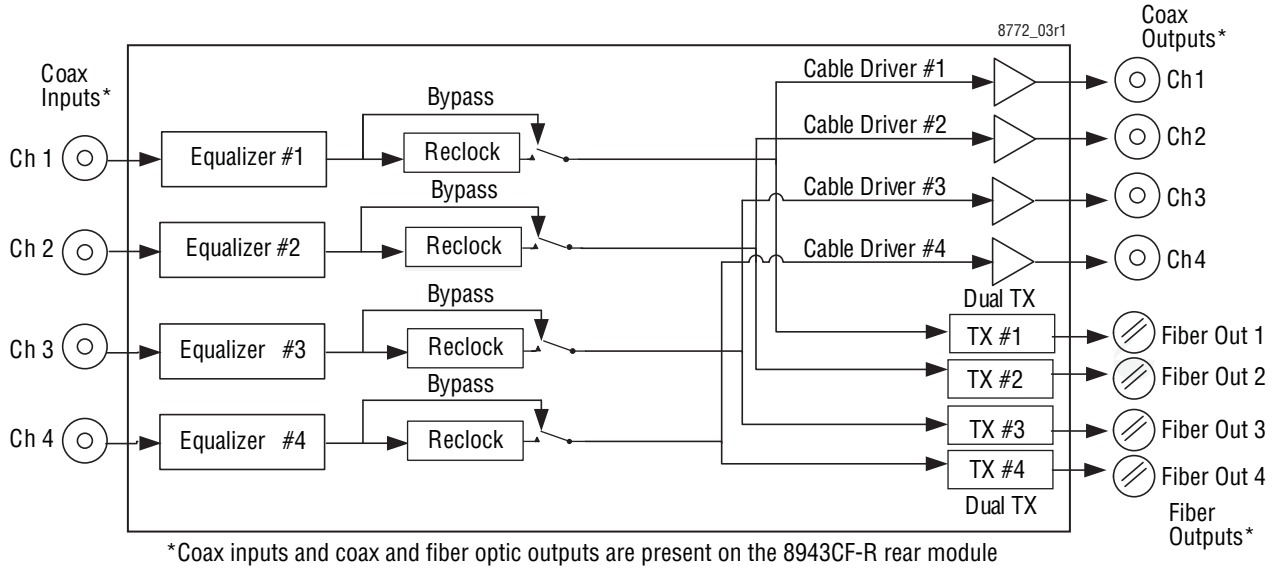 8772_03r1
Coax
Outputs*
Coax
Inputs*
Ch 1
Equalizer #1
Bypass
Reclock
Cable Driver #1
Ch1
Ch 2
Equalizer #2
Bypass
Reclock
Cable Driver #2
Ch2
Ch 3
Equalizer #3
Bypass
Reclock
Cable Driver #3
Ch3
Ch 4
Equalizer #4
Bypass
Reclock
Cable Driver #4
Ch4
Dual TX
TX #1
Fiber Out 1
TX #2
Fiber Out 2
TX #3
Fiber Out 3
TX #4
Fiber Out 4
Dual TX
Fiber
Outputs*
*Coax inputs and coax and fiber optic outputs are present on the 8943CF-R rear module